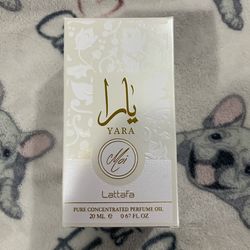 يارا
YARA
Moi
Lattafa
PURE CONCENTRATED PERFUME OIL
20 ML ℮ 0.67 FL. OZ